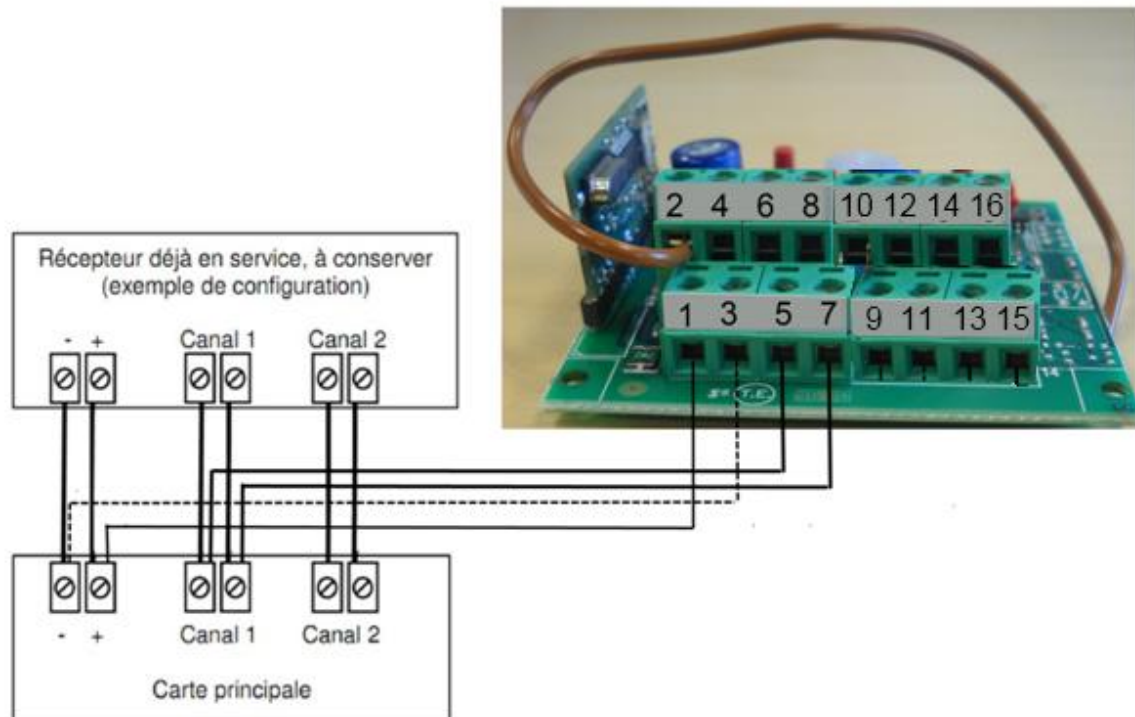 2 4 6 8 10 12 14 16
1 3 5 7 9 11 13 15
T.E.
14
Récepteur déjà en service, à conserver
(exemple de configuration)
- + Canal 1 Canal 2
- + Canal 1 Canal 2
Carte principale